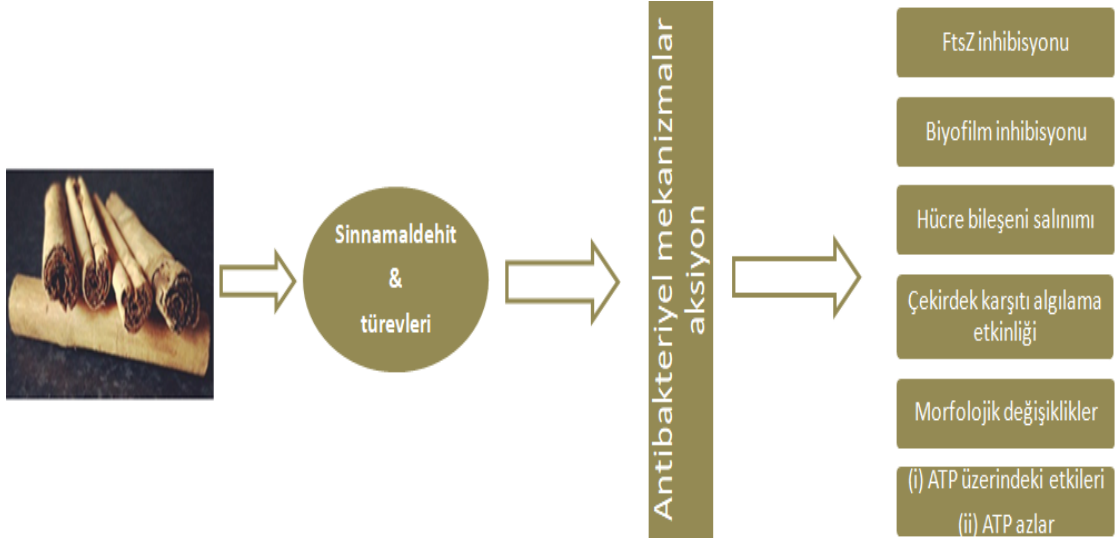 Sinnamaldehit
&
türevleri
Antibakteriyel mekanizmalar
aksiyon
FtsZ inhibisyonu
Biyofilm inhibisyonu
Hücre bileşeni salınımı
Çekirdek karşıtı algılama
etkinliği
Morfolojik değişiklikler
(i) ATP üzerindeki etkileri
(ii) ATP azlar